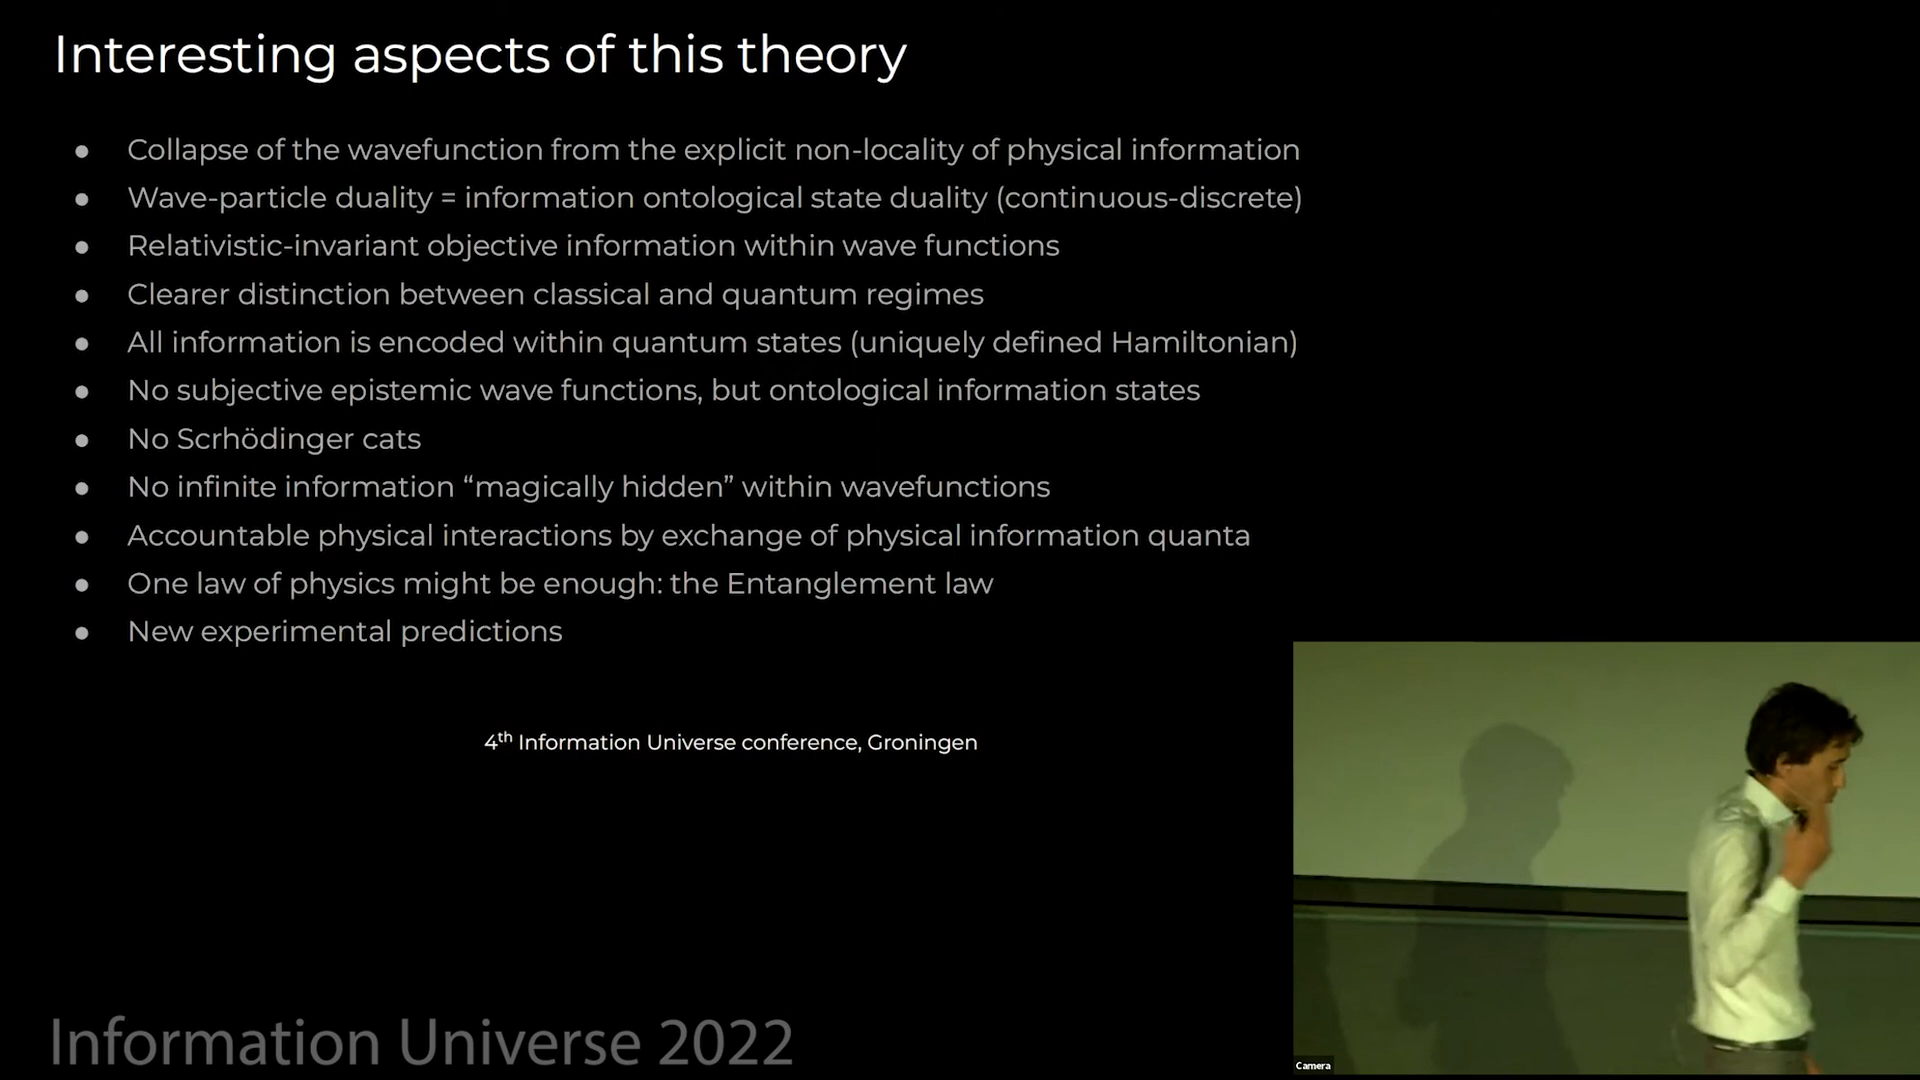 Interesting aspects of this theory
● Collapse of the wavefunction from the explicit non-locality of physical information
● Wave-particle duality = information ontological state duality (continuous-discrete)
● Relativistic-invariant objective information within wave functions
● Clearer distinction between classical and quantum regimes
● All information is encoded within quantum states (uniquely defined Hamiltonian)
● No subjective epistemic wave functions, but ontological information states
● No Scrhödinger cats
● No infinite information “magically hidden” within wavefunctions
● Accountable physical interactions by exchange of physical information quanta
● One law of physics might be enough: the Entanglement law
● New experimental predictions
4th Information Universe conference, Groningen
Information Universe 2022
Camera